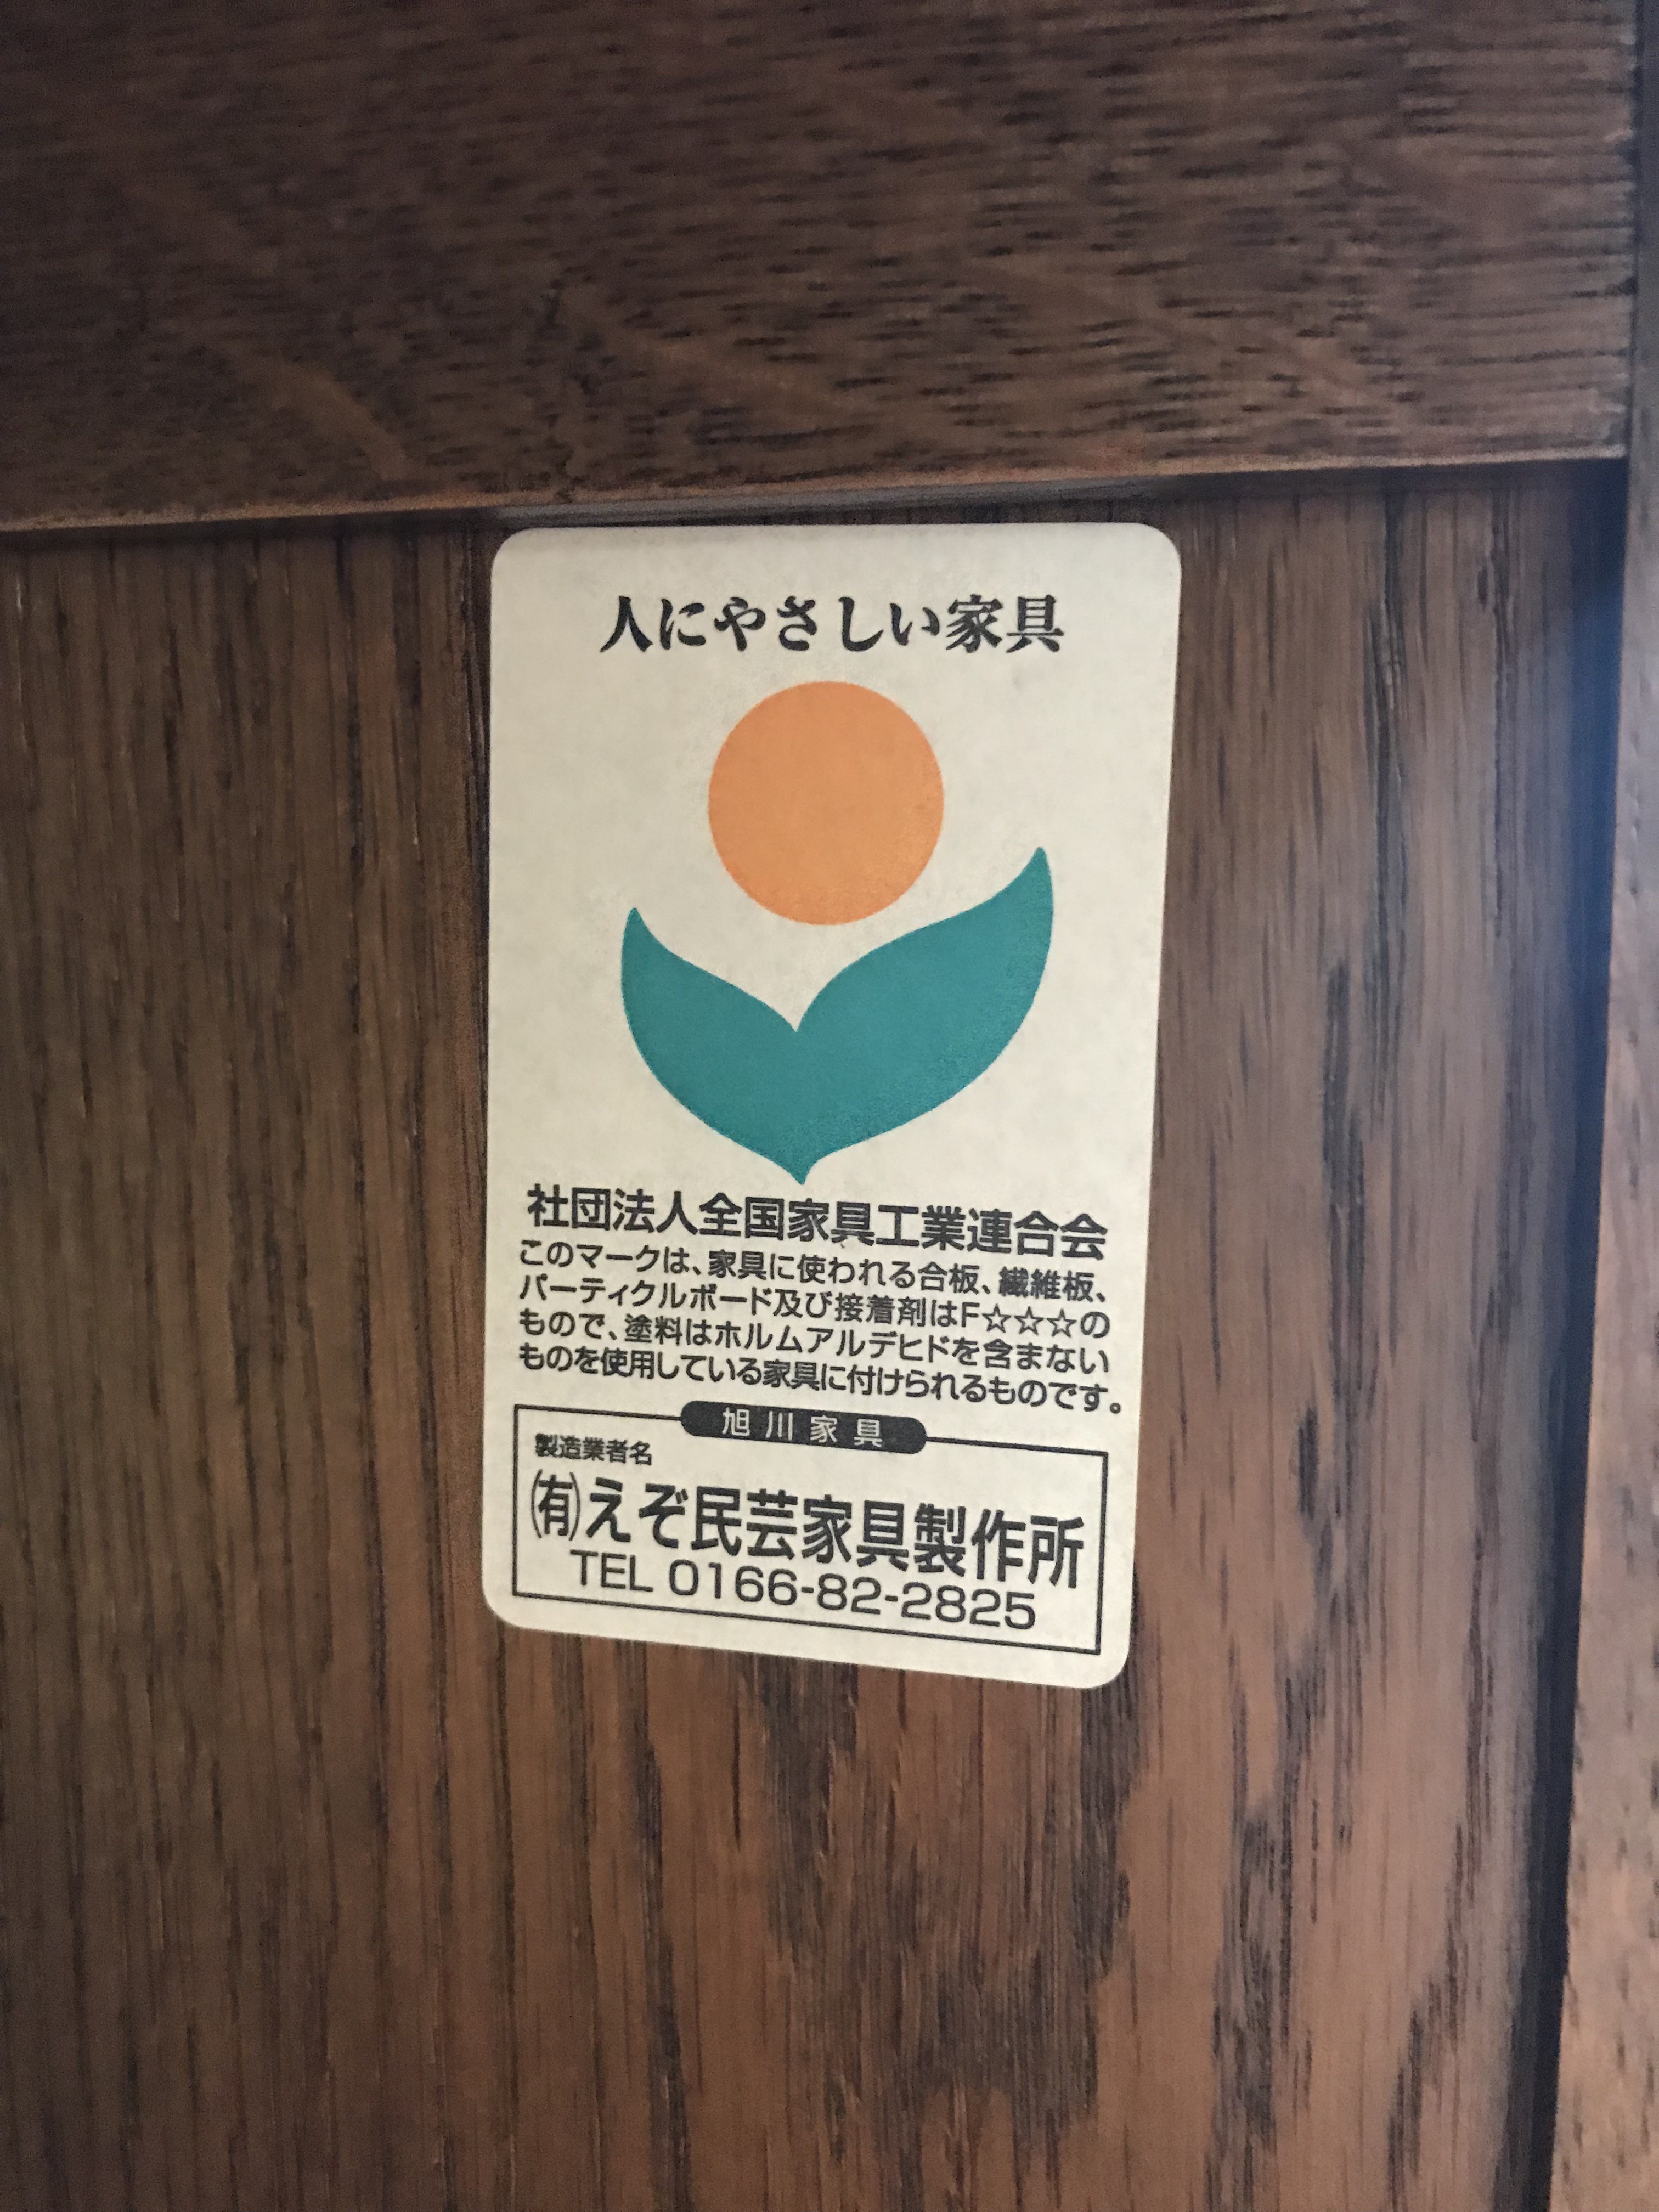 人にやさしい家具
社団法人全国家具工業連合会
このマークは、家具に使われる合板、繊維板、
パーティクルボード及び接着剤はF☆☆☆の
もので、塗料はホルムアルデヒドを含まない
ものを使用している家具に付けられるものです。
旭川家具
製造業者名
㈲えぞ民芸家具製作所
TEL 0166-82-2825